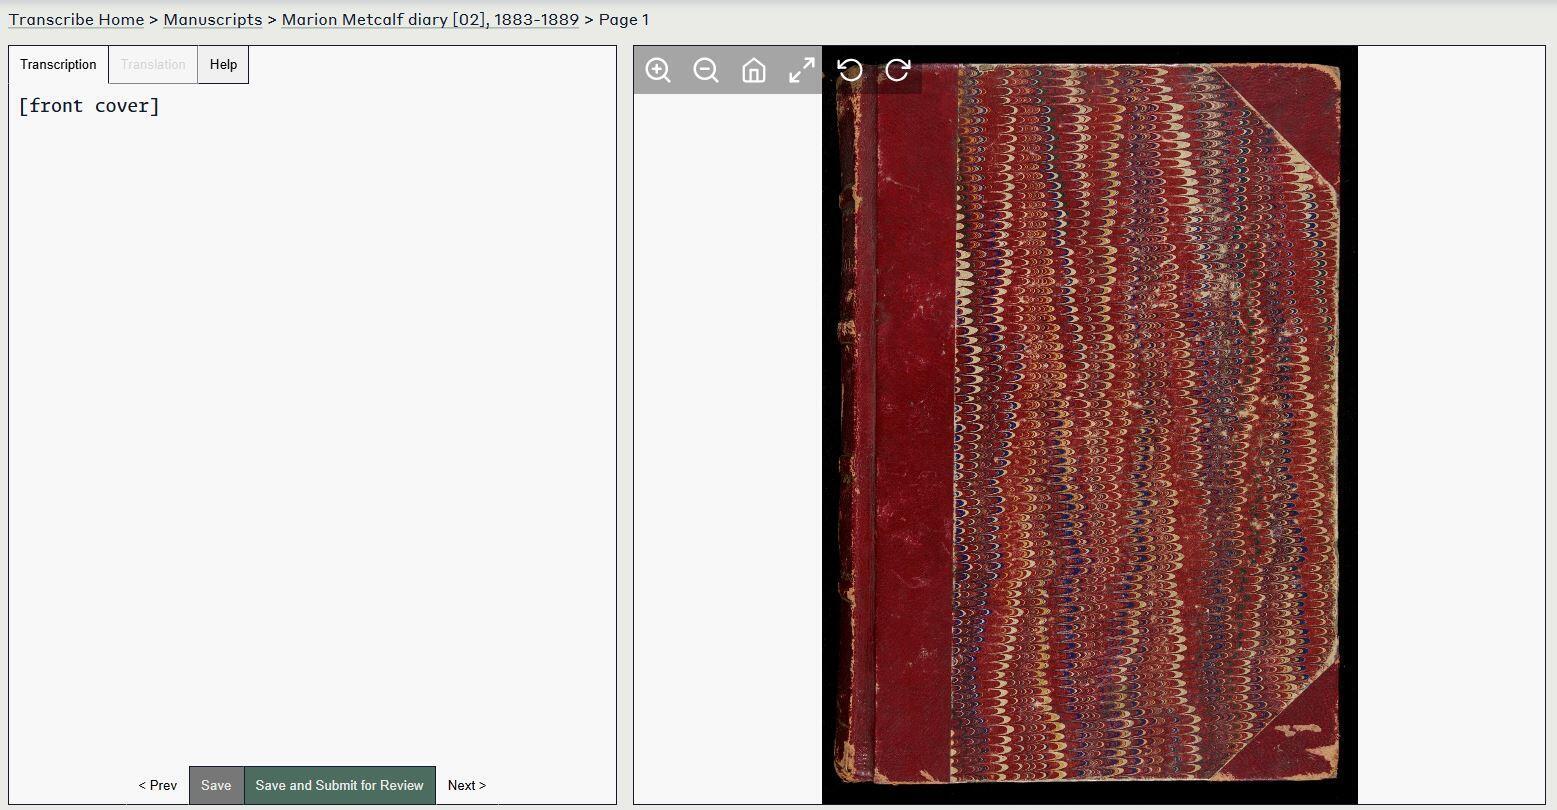 Transcribe Home > Manuscripts > Marion Metcalf diary [02], 1883-1889 > Page 1
Transcription Translation Help
[front cover]
< Prev Save Save and Submit for Review Next >